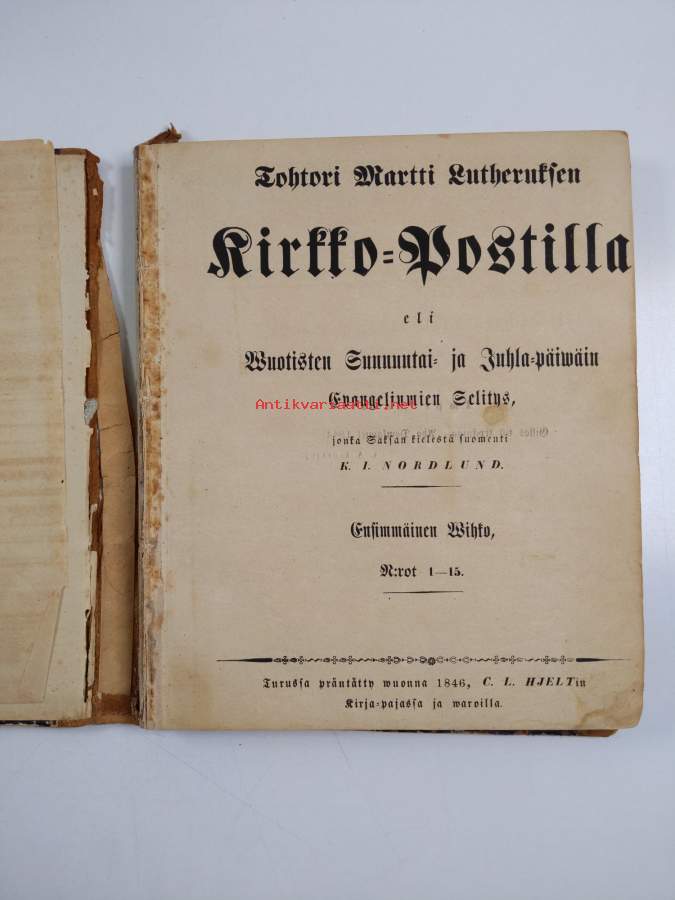 Tohtori Martti Lutheruksen
Kirkko-Postilla
eli
Wuotisten Sunnuntai- ja Juhla-päiwäin
Evangeliumien Selitys,
Antikvariaatti.net
jonka Saksan kielestä suomenti
K. I. NORDLUND.
Ensimmäinen Wihko,
N:rot 1—15.
Turussa präntätty wuonna 1846, C. L. HJELTin
Kirja-pajassa ja waroilla.